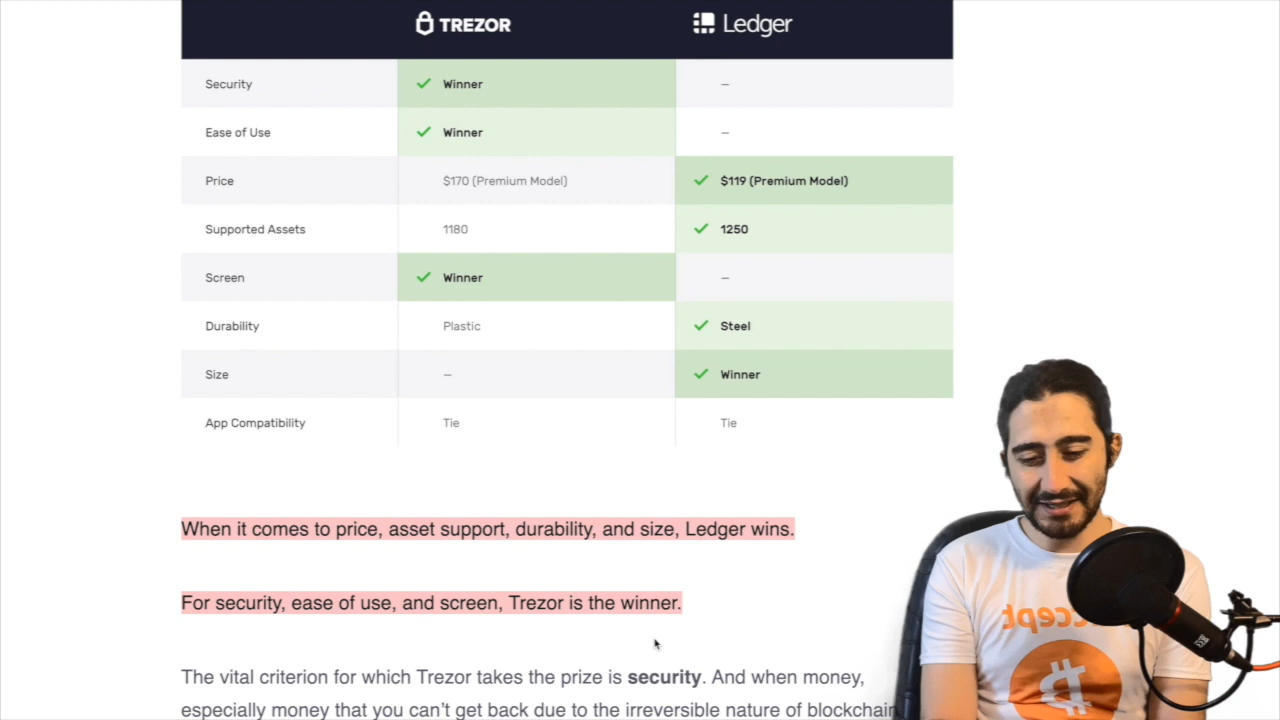 TREZOR Ledger
Security Winner —
Ease of Use Winner —
Price $170 (Premium Model) $119 (Premium Model)
Supported Assets 1180 1250
Screen Winner —
Durability Plastic Steel
Size — Winner
App Compatibility Tie Tie
When it comes to price, asset support, durability, and size, Ledger wins.
For security, ease of use, and screen, Trezor is the winner.
The vital criterion for which Trezor takes the prize is security. And when money,
especially money that you can't get back due to the irreversible nature of blockchain